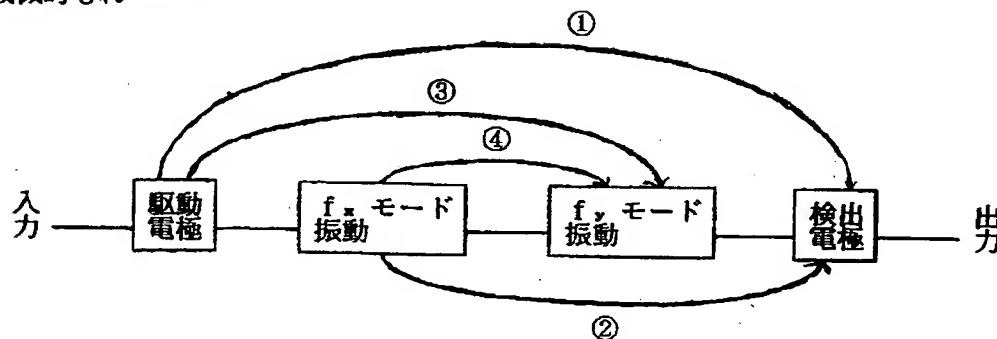 ①
③
④
入力
駆動
電極
fx モード
振動
fy モード
振動
検出
電極
出力
②